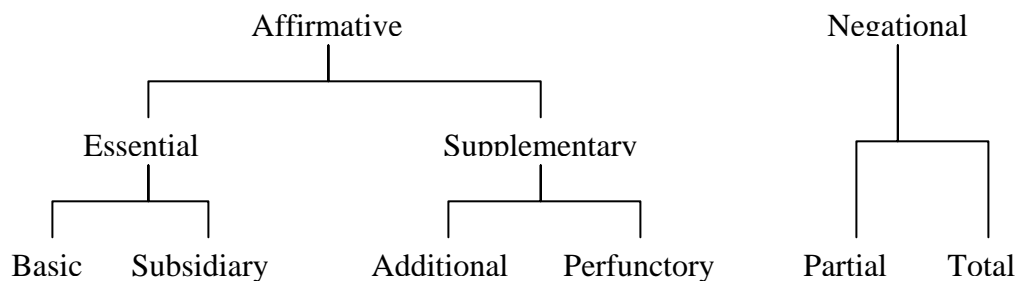 Affirmative Negational
Essential Supplementary
Basic Subsidiary Additional Perfunctory Partial Total